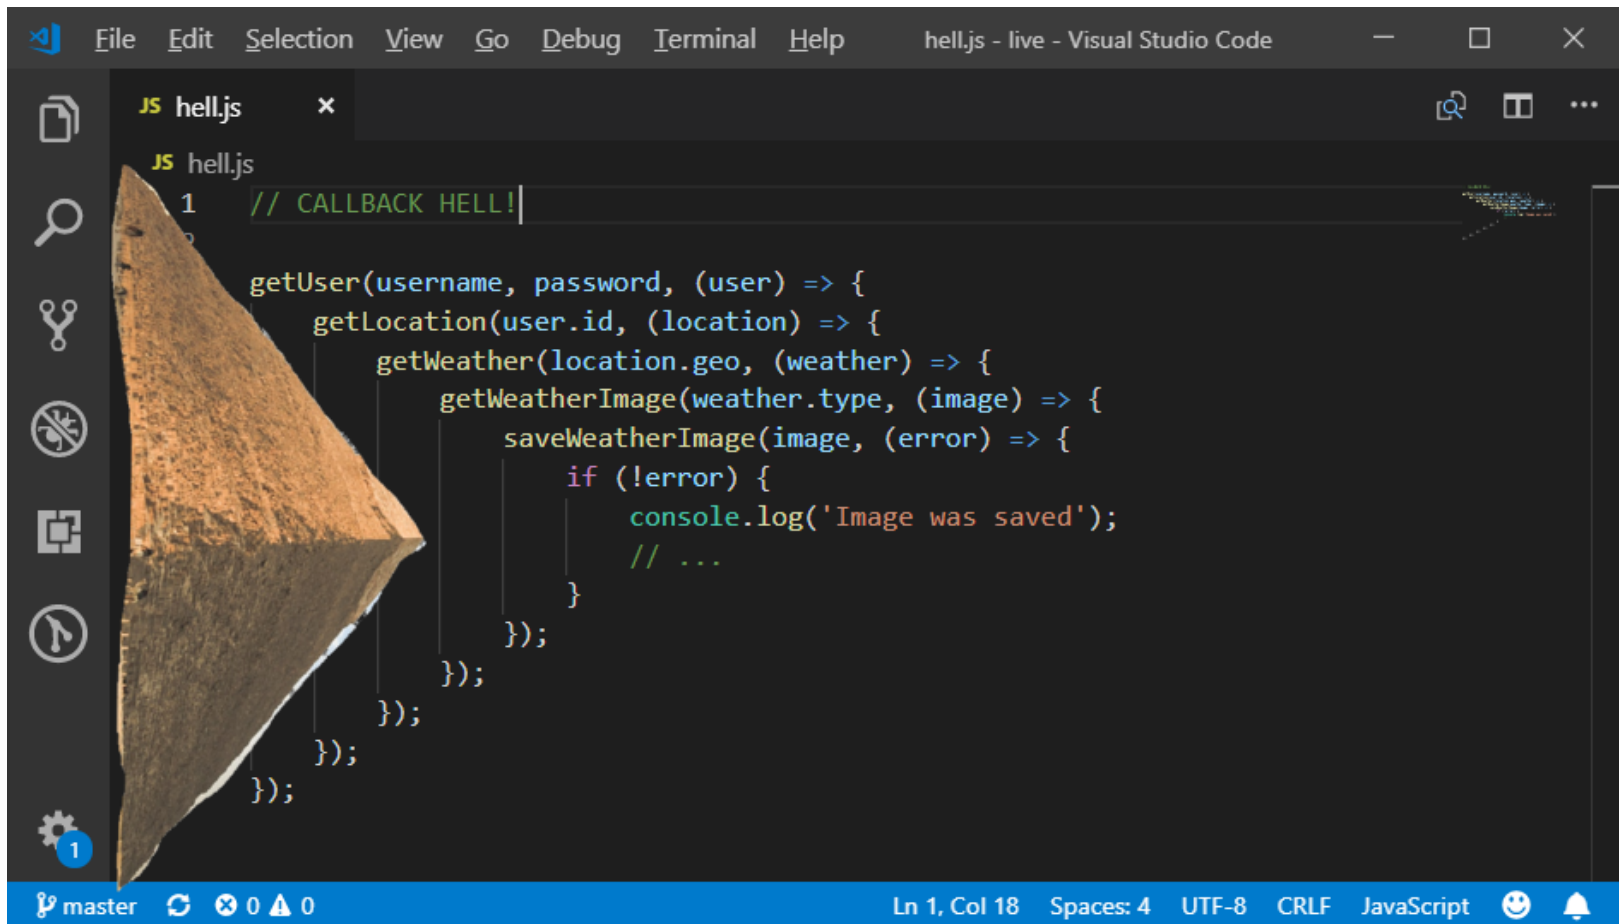 File Edit Selection View Go Debug Terminal Help hell.js - live - Visual Studio Code
JS hell.js
JS hell.js
1 // CALLBACK HELL!
getUser(username, password, (user) => {
getLocation(user.id, (location) => {
getWeather(location.geo, (weather) => {
getWeatherImage(weather.type, (image) => {
saveWeatherImage(image, (error) => {
if (!error) {
console.log('Image was saved');
// ...
}
});
});
});
});
});
1
master 0 0 Ln 1, Col 18 Spaces: 4 UTF-8 CRLF JavaScript